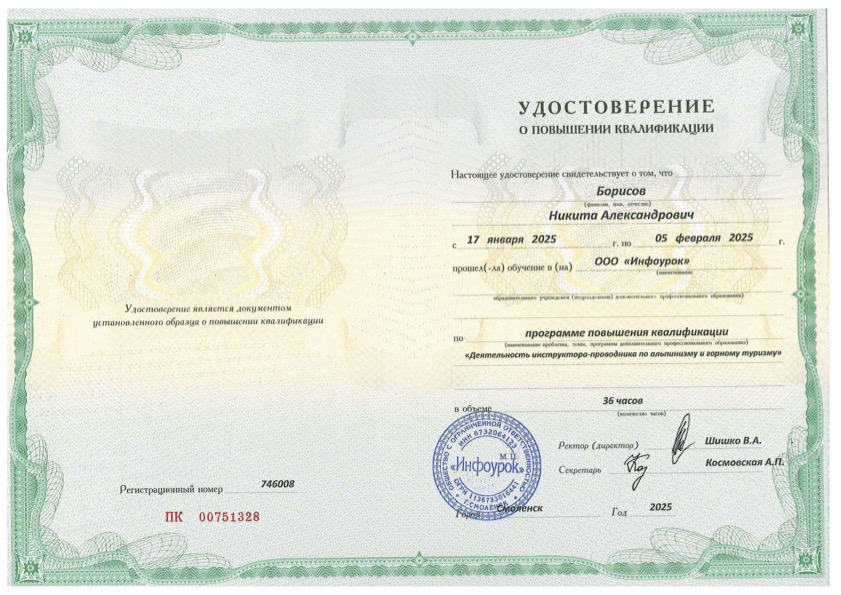 Удостоверение является документом
установленного образца о повышении квалификации
Регистрационный номер 746008
ПК 00751328
УДОСТОВЕРЕНИЕ
О ПОВЫШЕНИИ КВАЛИФИКАЦИИ
Настоящее удостоверение свидетельствует о том, что
Борисов
(фамилия, имя, отчество)
Никита Александрович
с 17 января 2025 г. по 05 февраля 2025 г.
прошел(-ла) обучение в (на) ООО «Инфоурок»
(наименование)
образовательного учреждения (подразделения) дополнительного профессионального образования)
по программе повышения квалификации
(наименование проблемы, темы, программы дополнительного профессионального образования)
«Деятельность инструктора-проводника по альпинизму и горному туризму»
в объеме 36 часов
(количество часов)
ОБЩЕСТВО С ОГРАНИЧЕННОЙ ОТВЕТСТВЕННОСТЬЮ
ИНН 6732064123
«Инфоурок»
М.П.
ОГРН 1136733016441
Г.СМОЛЕНСК
Ректор (директор) Шишко В.А.
Секретарь Космовская А.П.
Город Смоленск Год 2025